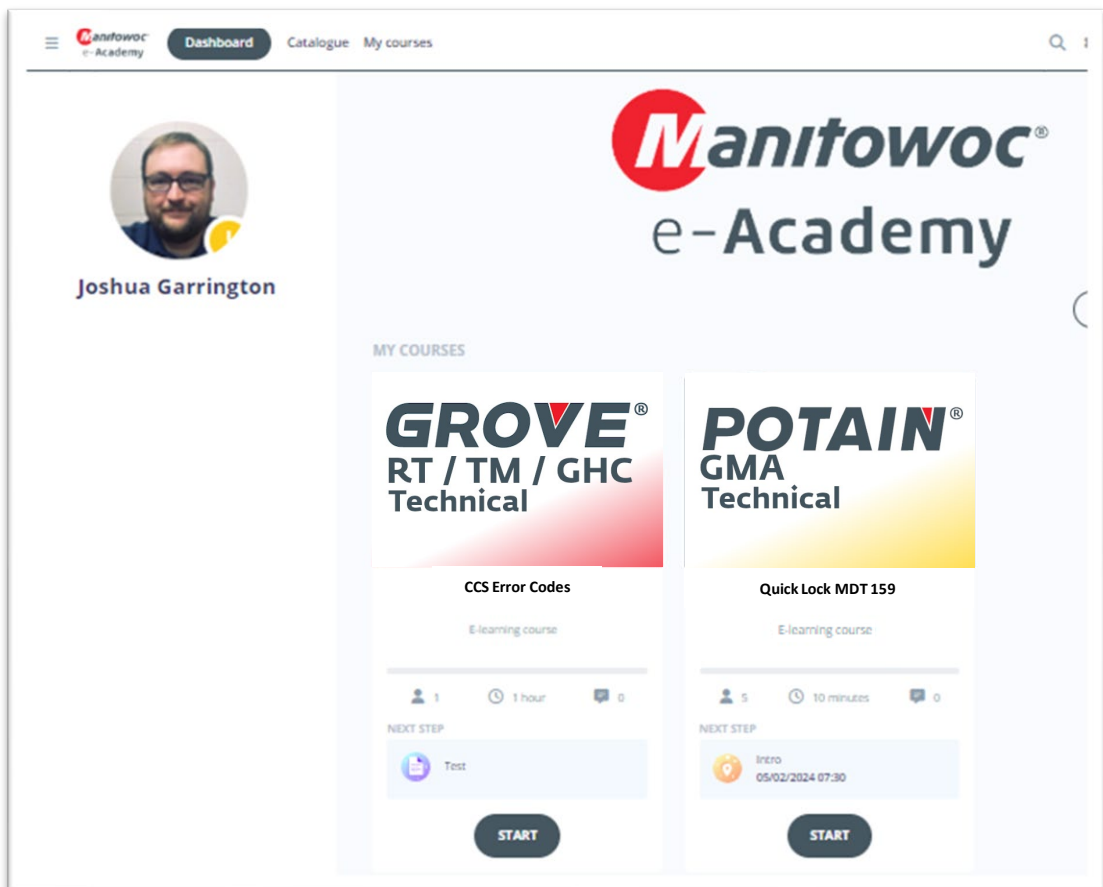 Manitowoc
e-Academy
Dashboard
Catalogue
My courses
Manitowoc®
e-Academy
Joshua Garrington
MY COURSES
GROVE®
RT / TM / GHC
Technical
CCS Error Codes
E-learning course
1
1 hour
0
NEXT STEP
Test
START
POTAIN®
GMA
Technical
Quick Lock MDT 159
E-learning course
5
10 minutes
0
NEXT STEP
Intro
05/02/2024 07:30
START